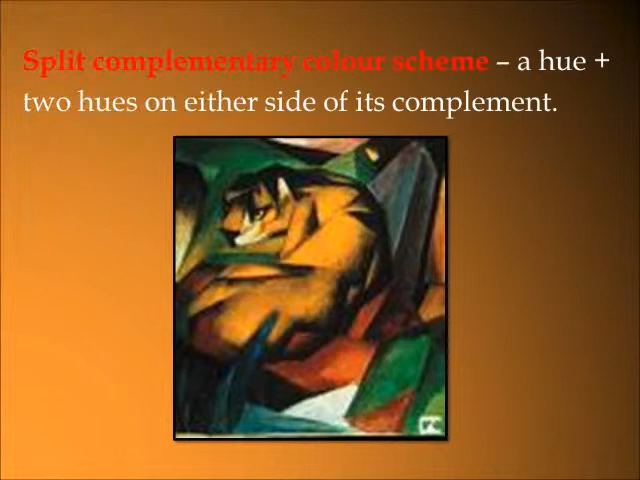 Split complementary colour scheme – a hue +
two hues on either side of its complement.